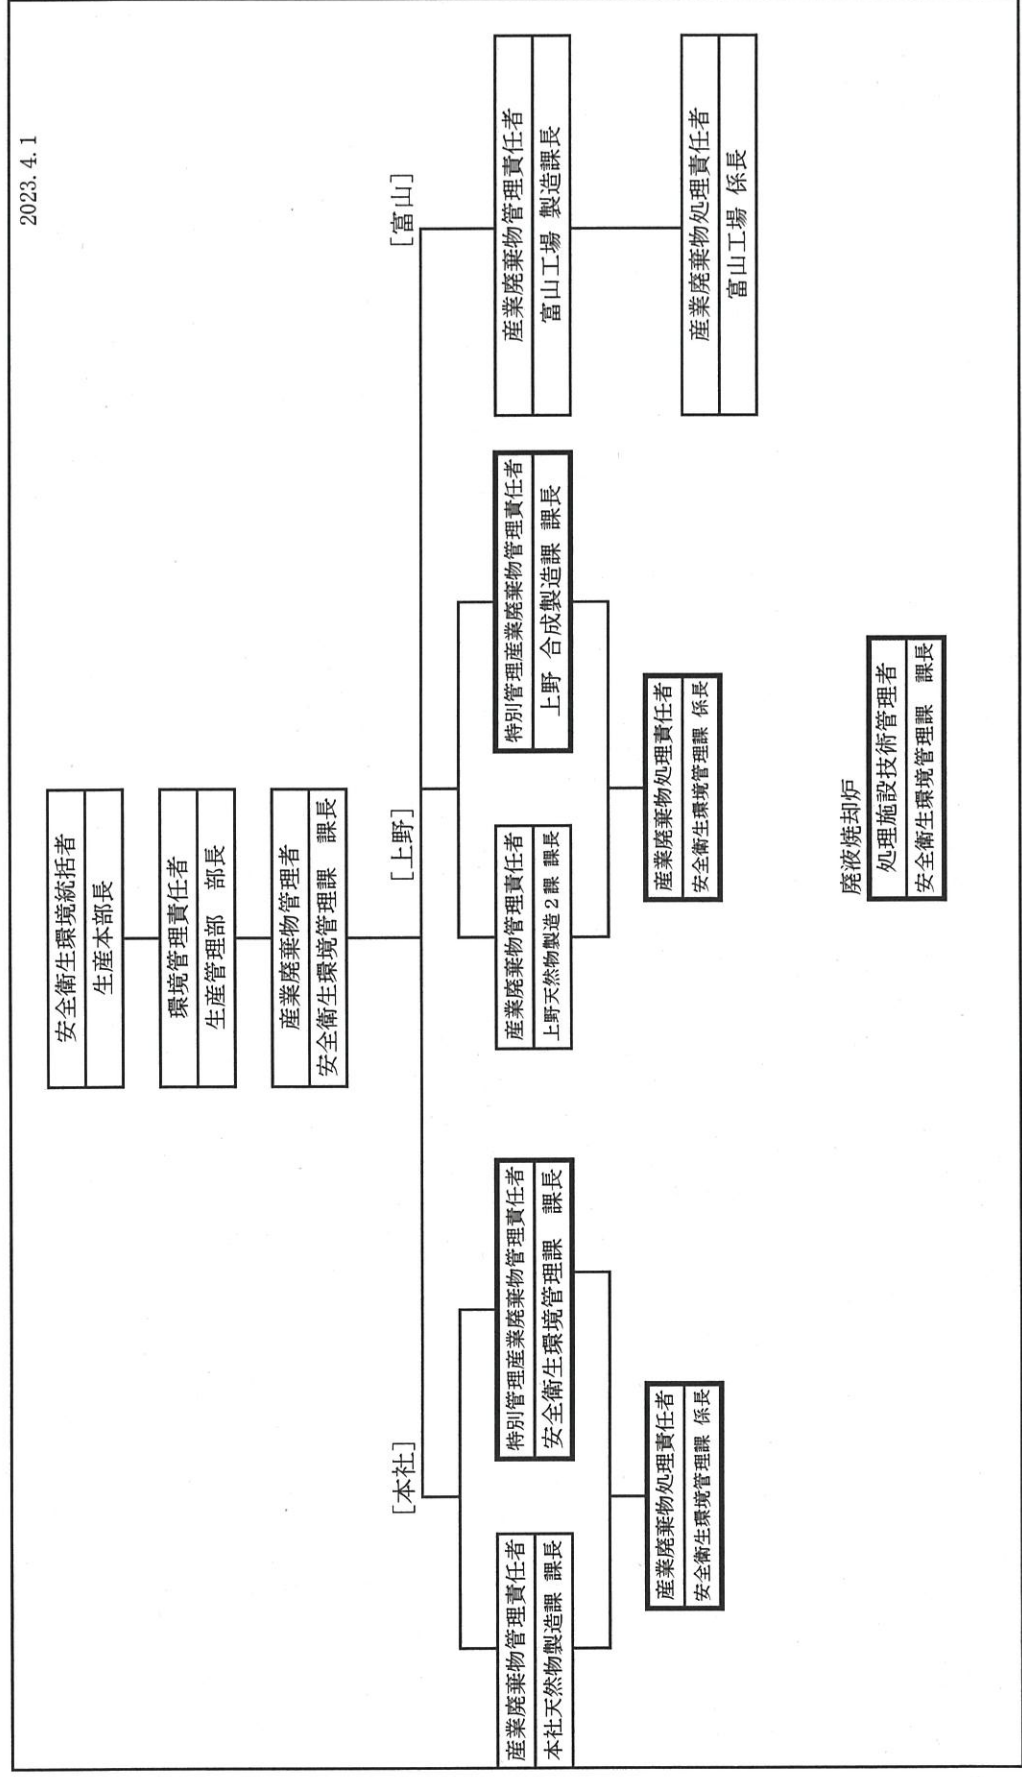 2023.4.1
安全衛生環境統括者
生産本部長
環境管理責任者
生産管理部 部長
産業廃棄物管理者
安全衛生環境管理課 課長
[本社]
[上野]
[富山]
産業廃棄物管理責任者
本社天然物製造課 課長
特別管理産業廃棄物管理責任者
安全衛生環境管理課 課長
産業廃棄物管理責任者
上野天然物製造2課 課長
特別管理産業廃棄物管理責任者
上野 合成製造課 課長
産業廃棄物管理責任者
富山工場 製造課長
産業廃棄物処理責任者
安全衛生環境管理課 係長
産業廃棄物処理責任者
安全衛生環境管理課 係長
産業廃棄物処理責任者
富山工場 係長
廃液焼却炉
処理施設技術管理者
安全衛生環境管理課 課長